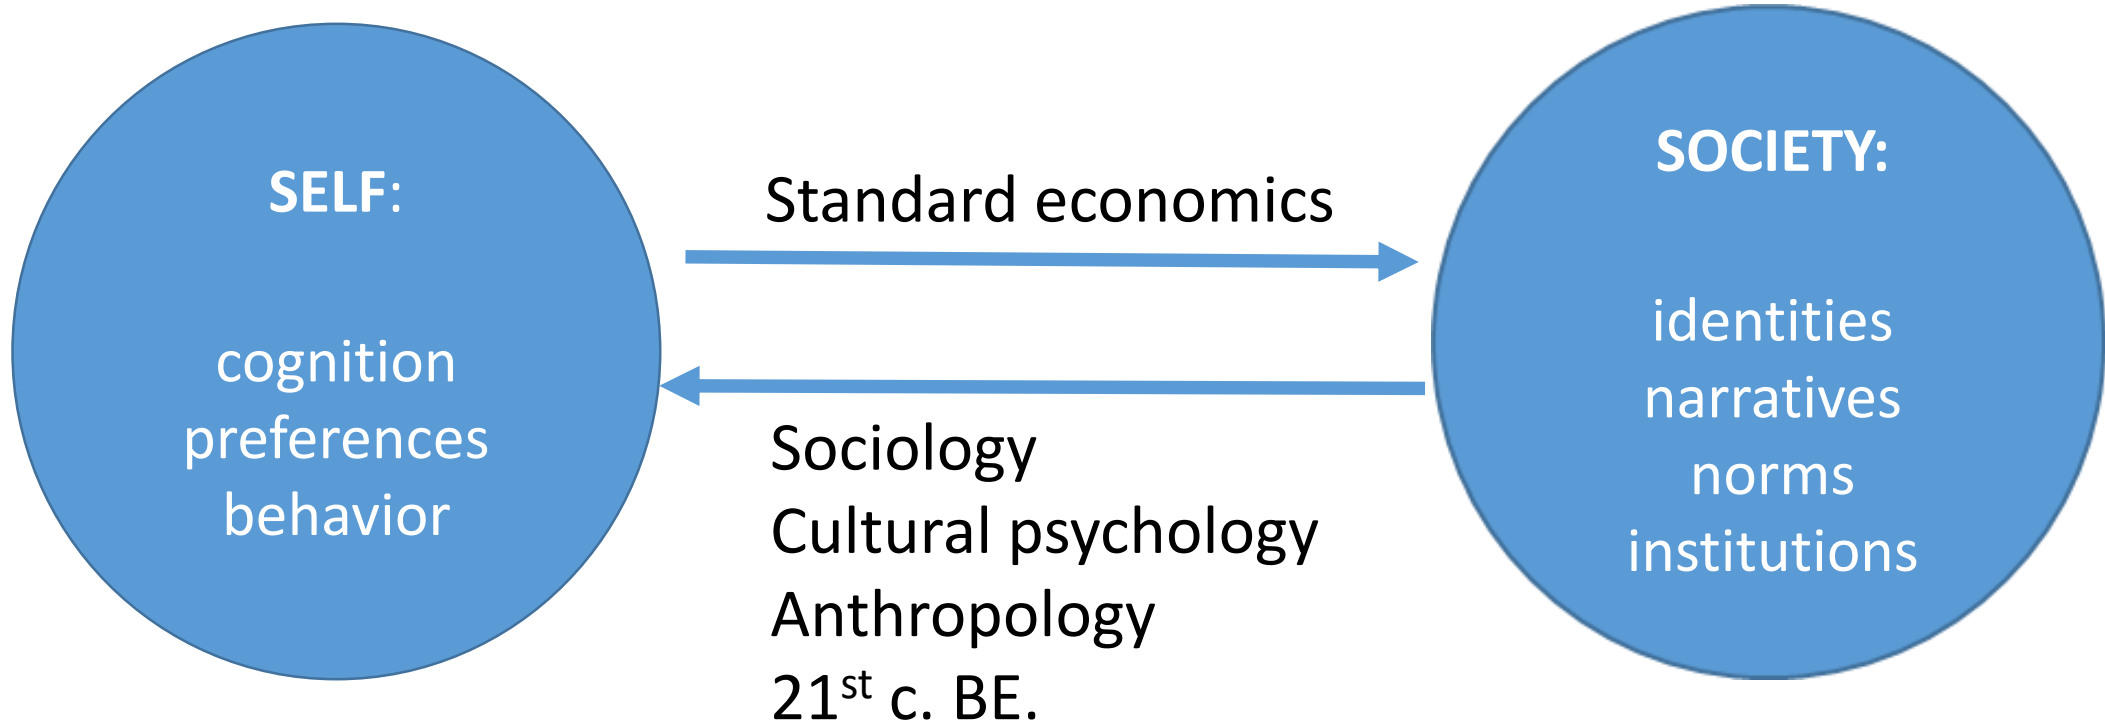 SELF:
cognition
preferences
behavior
Standard economics
Sociology
Cultural psychology
Anthropology
21st c. BE.
SOCIETY:
identities
narratives
norms
institutions